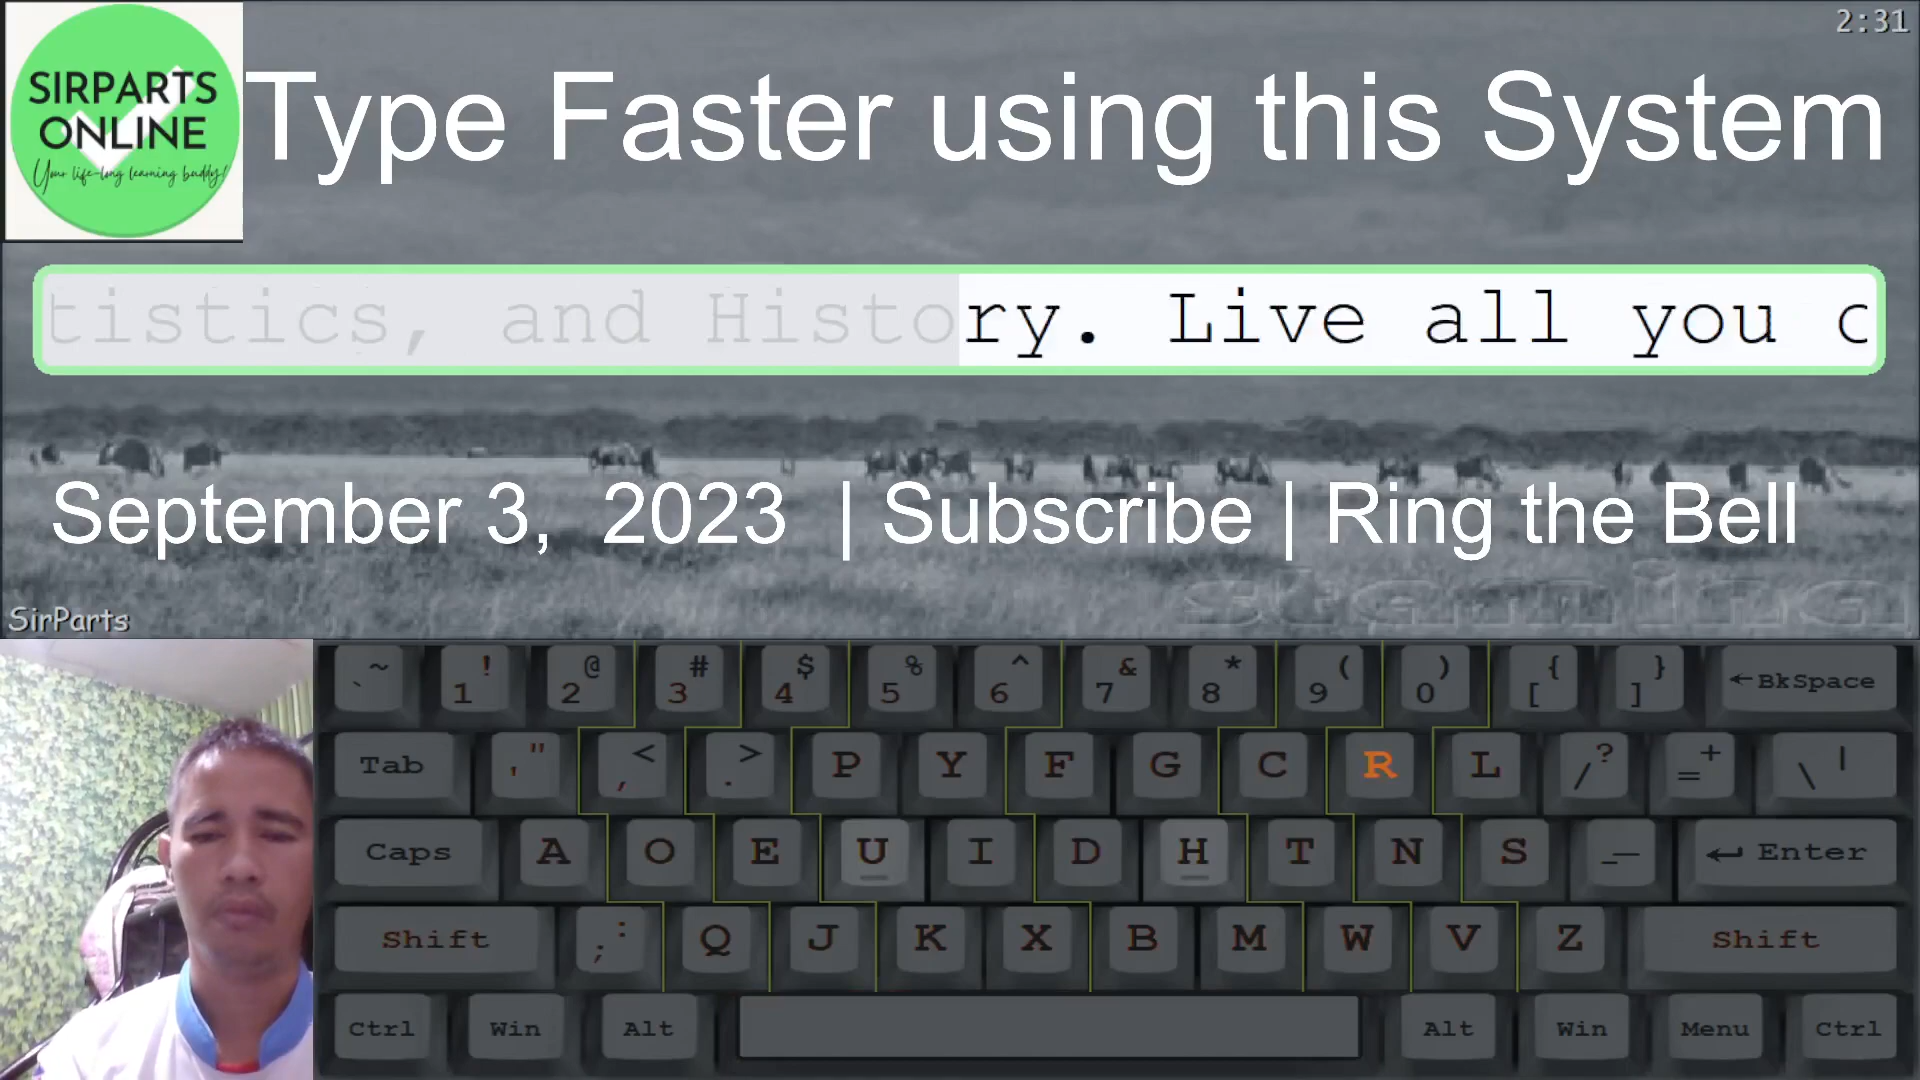 2:31
SIRPARTS
ONLINE
Your life-long learning buddy!
Type Faster using this System
tistics, and History. Live all you c
September 3, 2023 | Subscribe | Ring the Bell
stamina
SirParts
~ ` ! 1 @ 2 # 3 $ 4 % 5 ^ 6 & 7 * 8 ( 9 ) 0 { [ } ] ←BkSpace
Tab " ' < , > . P Y F G C R L ? / + = | \
Caps A O E U I D H T N S — - Enter
Shift : ; Q J K X B M W V Z Shift
Ctrl Win Alt Alt Win Menu Ctrl